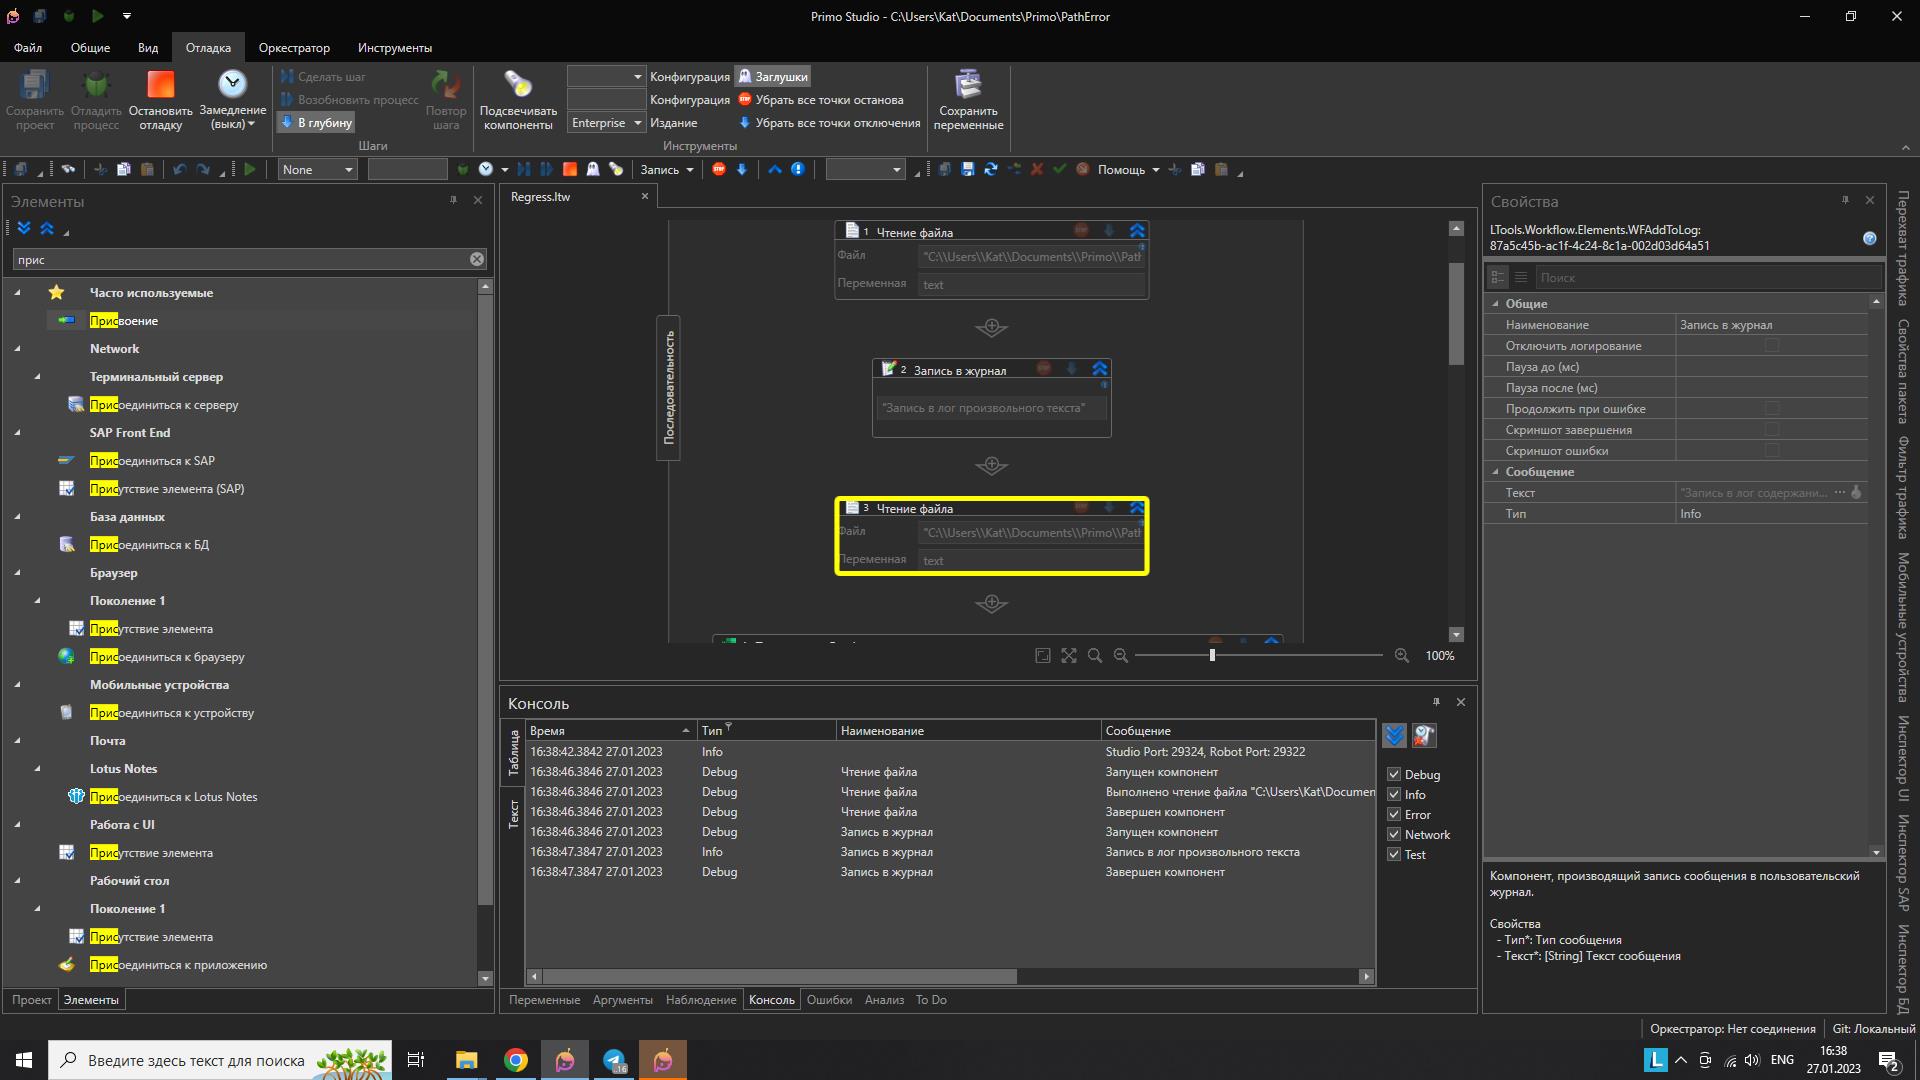 Primo Studio - C:\Users\Kat\Documents\Primo\PathError
Файл Общие Вид Отладка Оркестратор Инструменты
Сохранить проект
Отладить процесс
Остановить отладку
Замедление (выкл)
Сделать шаг
Возобновить процесс
В глубину
Повтор шага
Шаги
Подсвечивать компоненты
Конфигурация
Конфигурация
Enterprise Издание
Заглушки
Убрать все точки останова
Убрать все точки отключения
Инструменты
Сохранить переменные
None
Запись
Помощь
Элементы
прис
Часто используемые
Присвоение
Network
Терминальный сервер
Присоединиться к серверу
SAP Front End
Присоединиться к SAP
Присутствие элемента (SAP)
База данных
Присоединиться к БД
Браузер
Поколение 1
Присутствие элемента
Присоединиться к браузеру
Мобильные устройства
Присоединиться к устройству
Почта
Lotus Notes
Присоединиться к Lotus Notes
Работа с UI
Присутствие элемента
Рабочий стол
Поколение 1
Присутствие элемента
Присоединиться к приложению
Проект Элементы
Regress.ltw
Последовательность
1 Чтение файла
Файл "C:\\Users\\Kat\\Documents\\Primo\\Pat
Переменная text
2 Запись в журнал
"Запись в лог произвольного текста"
3 Чтение файла
Файл "C:\\Users\\Kat\\Documents\\Primo\\Pat
Переменная text
100%
Консоль
Таблица
Текст
Время Тип Наименование Сообщение
16:38:42.3842 27.01.2023 Info Studio Port: 29324, Robot Port: 29322
16:38:46.3846 27.01.2023 Debug Чтение файла Запущен компонент
16:38:46.3846 27.01.2023 Debug Чтение файла Выполнено чтение файла "C:\Users\Kat\Documen
16:38:46.3846 27.01.2023 Debug Чтение файла Завершен компонент
16:38:46.3846 27.01.2023 Debug Запись в журнал Запущен компонент
16:38:47.3847 27.01.2023 Info Запись в журнал Запись в лог произвольного текста
16:38:47.3847 27.01.2023 Debug Запись в журнал Завершен компонент
Debug
Info
Error
Network
Test
Переменные Аргументы Наблюдение Консоль Ошибки Анализ To Do
Свойства
LTools.Workflow.Elements.WFAddToLog:
87a5c45b-ac1f-4c24-8c1a-002d03d64a51
Поиск
Общие
Наименование Запись в журнал
Отключить логирование
Пауза до (мс)
Пауза после (мс)
Продолжить при ошибке
Скриншот завершения
Скриншот ошибки
Сообщение
Текст "Запись в лог содержани...
Тип Info
Компонент, производящий запись сообщения в пользовательский
журнал.
Свойства
- Тип*: Тип сообщения
- Текст*: [String] Текст сообщения
Перехват трафика
Свойства пакета
Фильтр трафика
Мобильные устройства
Инспектор UI
Инспектор SAP
Инспектор БД
Оркестратор: Нет соединения Git: Локальный
Введите здесь текст для поиска
.16
L
ENG
16:38
27.01.2023
2